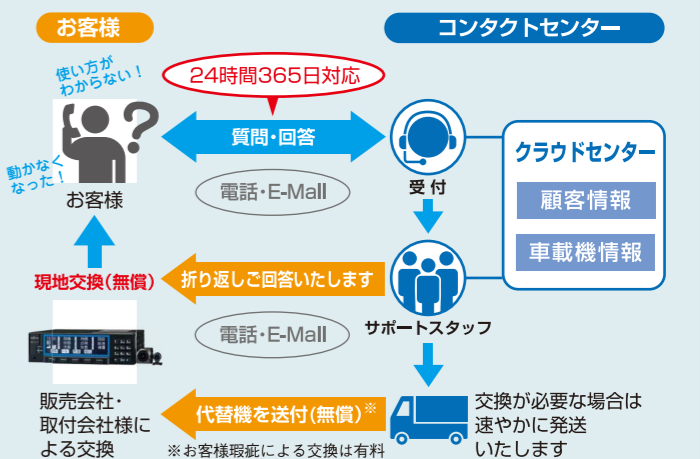 お客様
コンタクトセンター
使い方が
わからない！
24時間365日対応
質問・回答
電話・E-Mall
動かなく
なった！
お客様
受付
クラウドセンター
顧客情報
車載機情報
現地交換(無償)
折り返しご回答いたします
電話・E-Mall
サポートスタッフ
販売会社・
取付会社様に
よる交換
代替機を送付(無償)※
※お客様瑕疵による交換は有料
交換が必要な場合は
速やかに発送
いたします